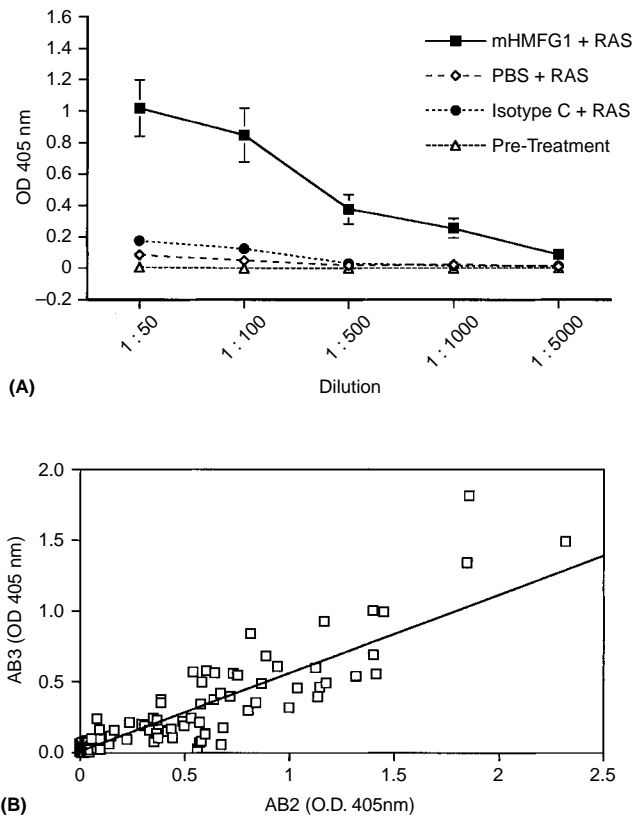 1.6
1.4
1.2
1
0.8
0.6
0.4
0.2
0
–0.2
OD 405 nm
mHMFG1 + RAS
PBS + RAS
Isotype C + RAS
Pre-Treatment
1 : 50
1 : 100
1 : 500
1 : 1000
1 : 5000
(A)
Dilution
2.0
1.5
1.0
0.5
0.0
AB3 (OD 405 nm)
0
0.5
1
1.5
2
2.5
(B)
AB2 (O.D. 405nm)